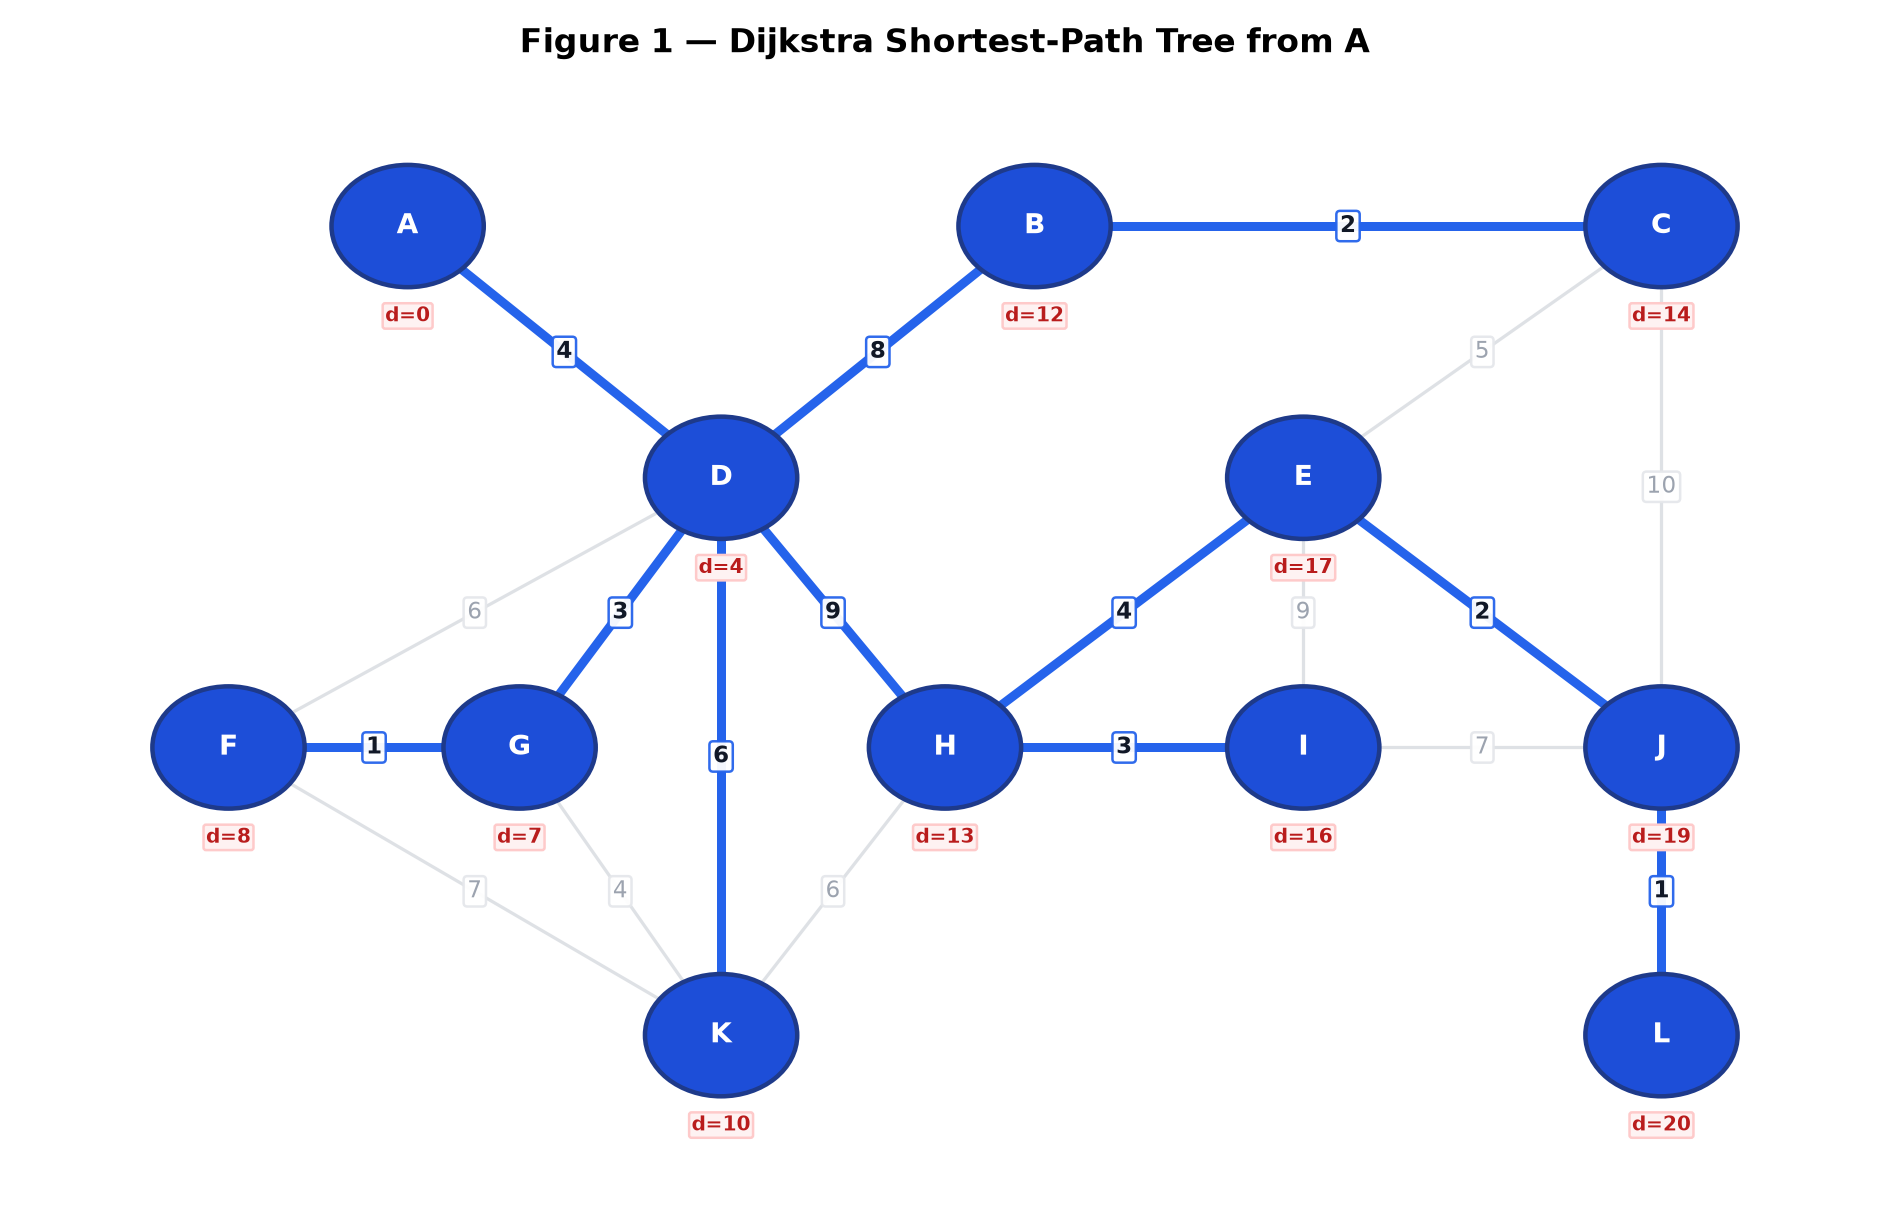 Figure 1 — Dijkstra Shortest-Path Tree from A
A
B
2
C
d=0
d=12
d=14
4
8
5
D
E
10
d=4
d=17
6
3
9
4
9
2
F
1
G
6
H
3
I
7
J
d=8
d=7
d=13
d=16
d=19
7
4
6
1
K
L
d=10
d=20